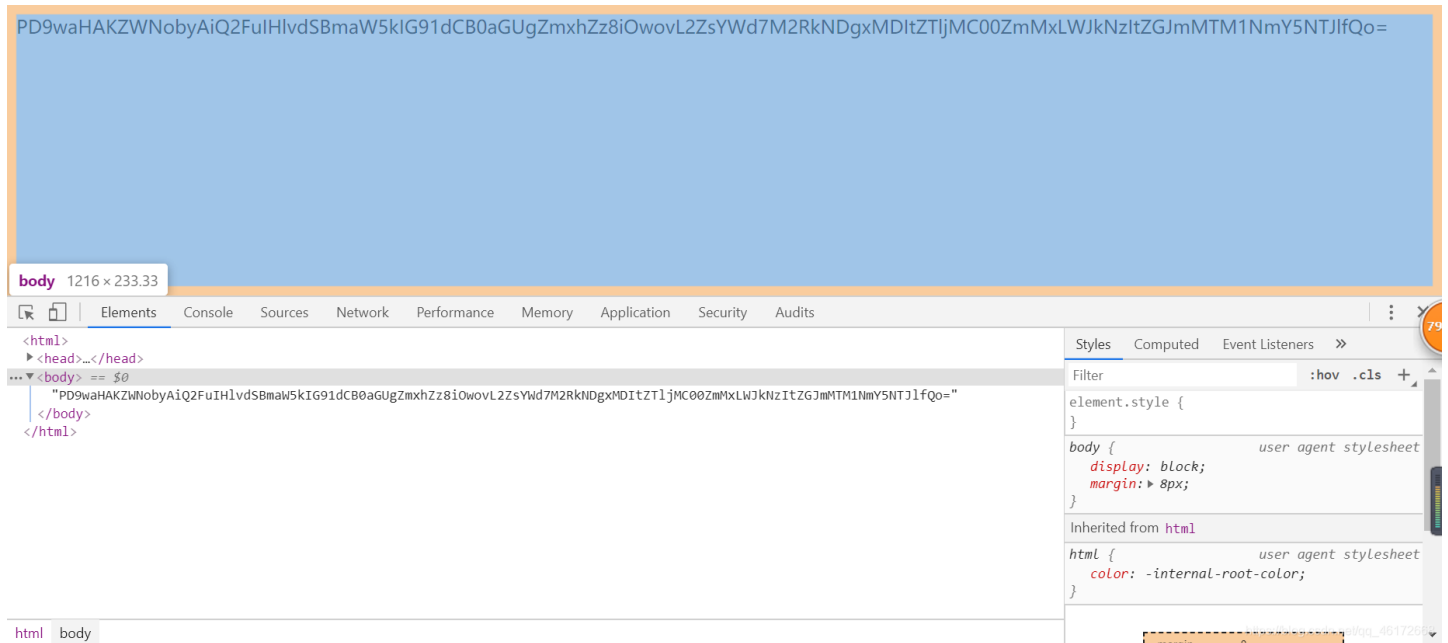 PD9waHAKZWNobyAiQ2FuIHlvdSBmaW5kIG91dCB0aGUgZmxhZz8iOwovL2ZsYWd7M2RkNDgxMDItZTljMC00ZmMxLWJkNzItZGJmMTM1NmY5NTJlfQo=
body 1216 × 233.33
Elements Console Sources Network Performance Memory Application Security Audits
79
<html>
<head>…</head>
<body> == $0
"PD9waHAKZWNobyAiQ2FuIHlvdSBmaW5kIG91dCB0aGUgZmxhZz8iOwovL2ZsYWd7M2RkNDgxMDItZTljMC00ZmMxLWJkNzItZGJmMTM1NmY5NTJlfQo="
</body>
</html>
Styles Computed Event Listeners »
Filter :hov .cls +
element.style {
}
body { user agent stylesheet
display: block;
margin: 8px;
}
Inherited from html
html { user agent stylesheet
color: -internal-root-color;
}
html body